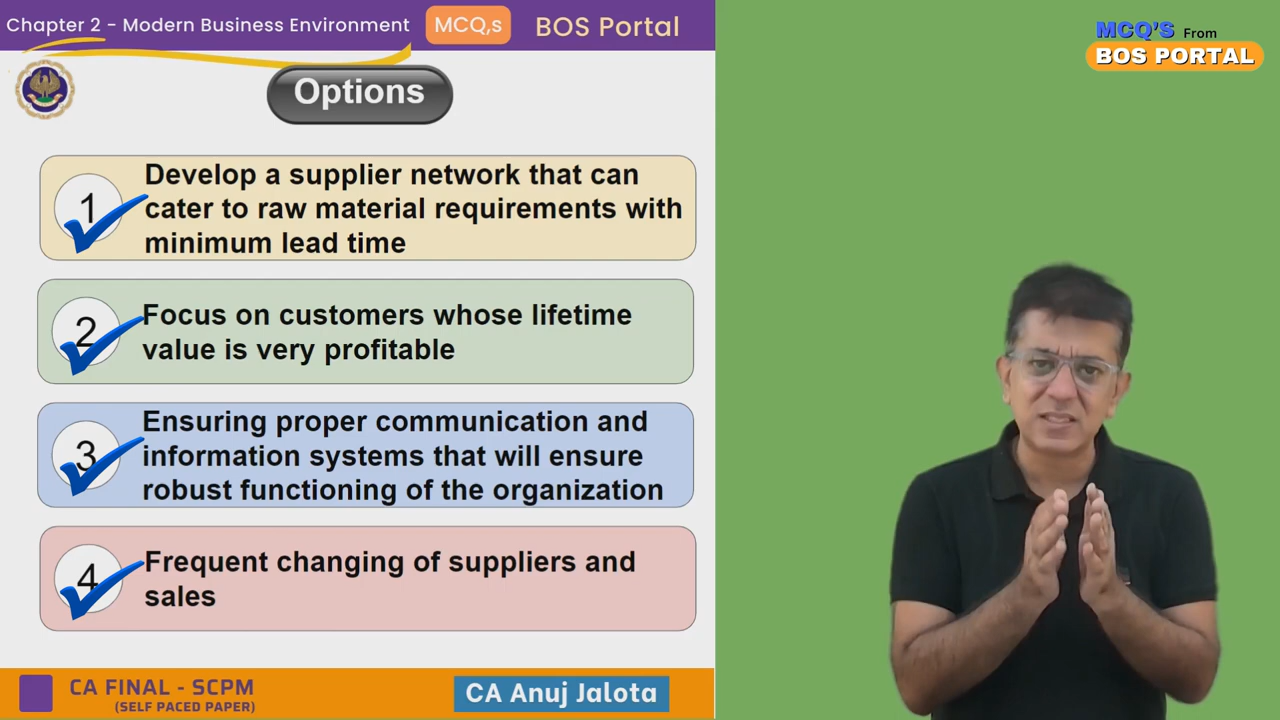 Chapter 2 - Modern Business Environment
MCQ,s
BOS Portal
MCQ'S From
BOS PORTAL
Options
1
Develop a supplier network that can
cater to raw material requirements with
minimum lead time
2
Focus on customers whose lifetime
value is very profitable
3
Ensuring proper communication and
information systems that will ensure
robust functioning of the organization
4
Frequent changing of suppliers and
sales
CA FINAL - SCPM
(SELF PACED PAPER)
CA Anuj Jalota